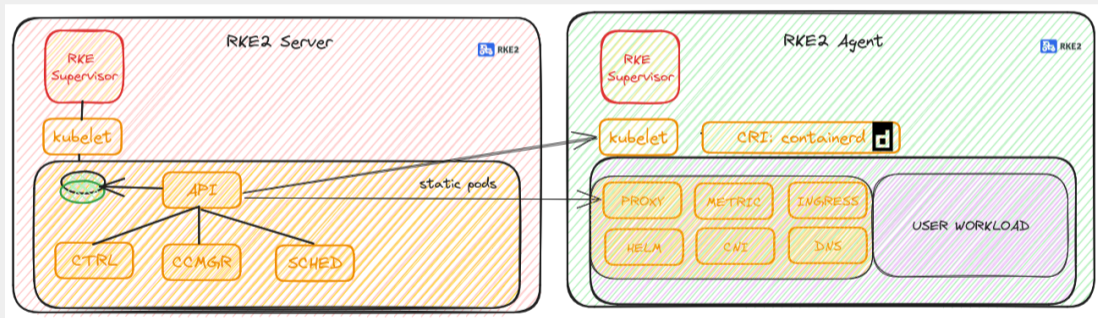 RKE2 Server
RKE2
RKE
Supervisor
kubelet
API
static pods
CTRL
CCMGR
SCHED
RKE2 Agent
RKE2
RKE
Supervisor
kubelet
CRI: containerd
d
PROXY
METRIC
INGRESS
HELM
CNI
DNS
USER WORKLOAD